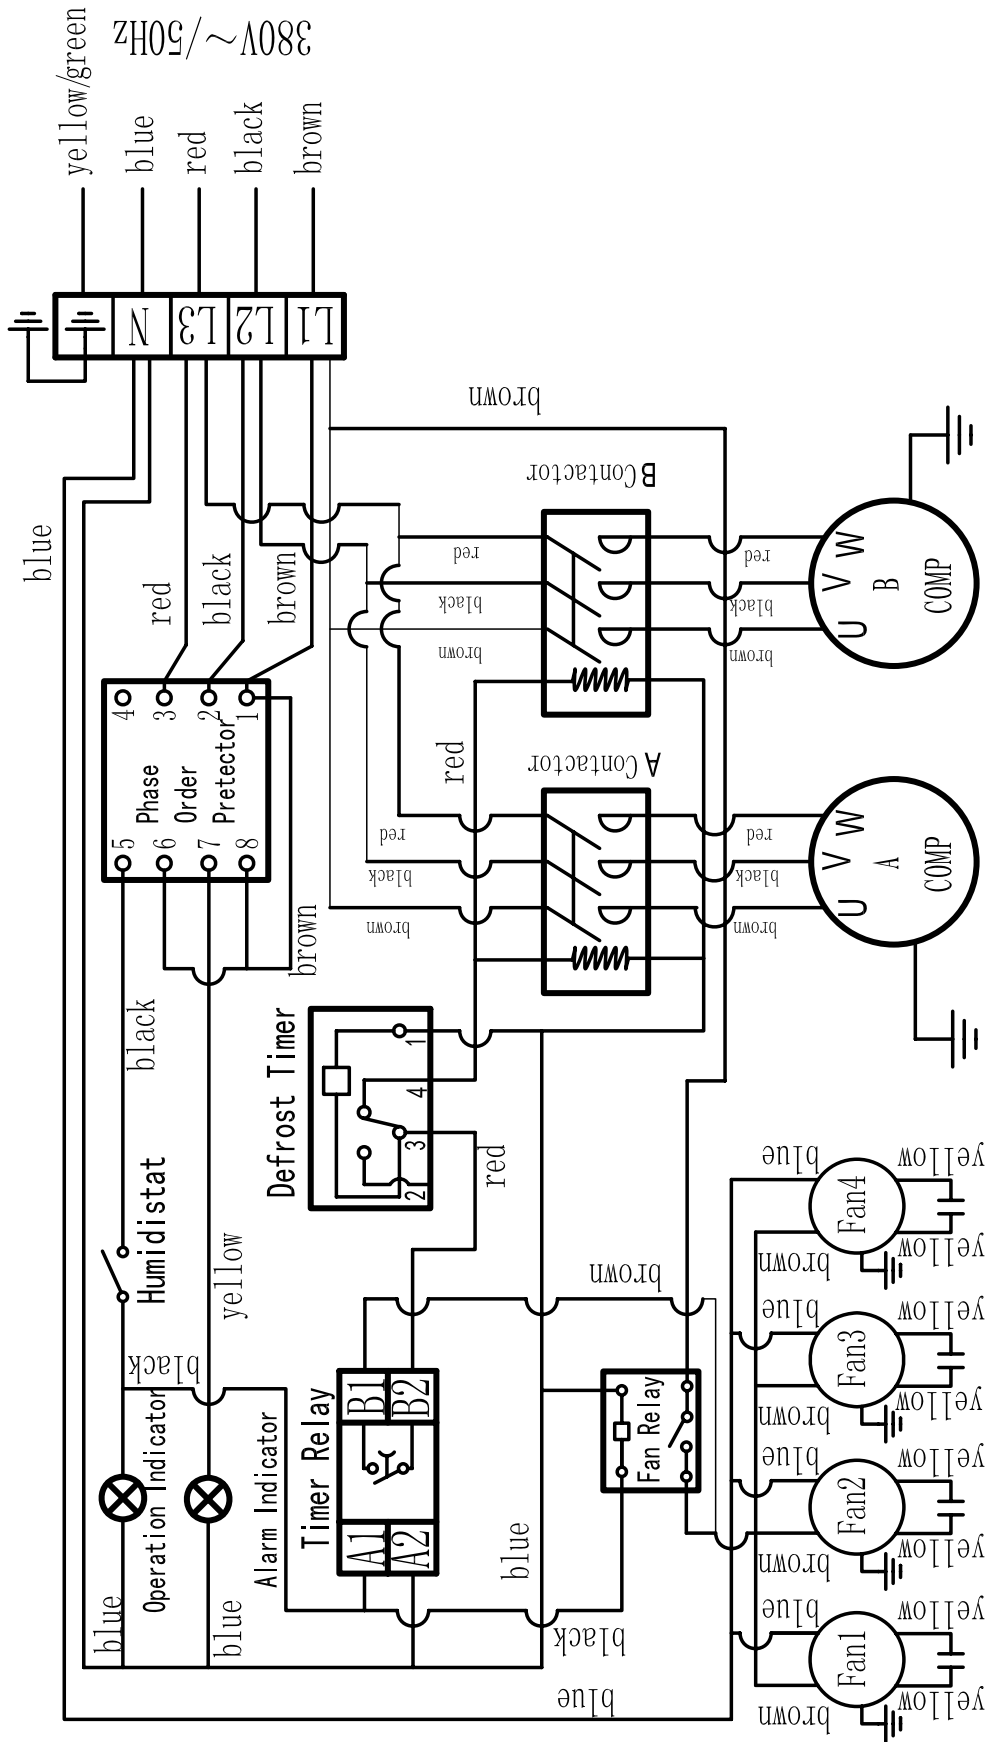 380V～/50Hz
yellow/green
blue
red
black
brown
N
L3
L2
L1
blue
red
black
brown
brown
B Contactor
red
black
brown
red
black
brown
U V W
B
COMP
4
3
2
1
Phase
Order
Pretector
5
6
7
8
brown
red
A Contactor
red
black
brown
red
black
brown
U V W
A
COMP
black
Defrost Timer
1
4
3
2
red
Humidistat
yellow
black
brown
Operation Indicator
Alarm Indicator
Timer Relay
B1
B2
A1
A2
Fan Relay
blue
blue
blue
black
blue
blue
brown
Fan4
yellow
yellow
blue
brown
Fan3
yellow
yellow
blue
brown
Fan2
yellow
yellow
blue
brown
Fan1
yellow
yellow